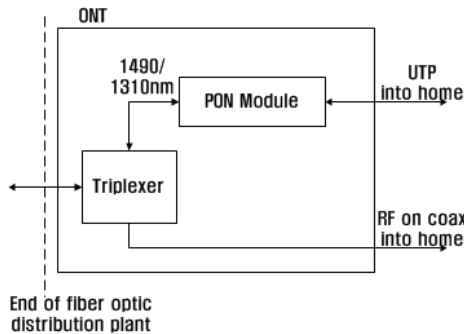 ONT
1490/
1310nm
PON Module
UTP
into home
Triplexer
RF on coax
into home
End of fiber optic
distribution plant